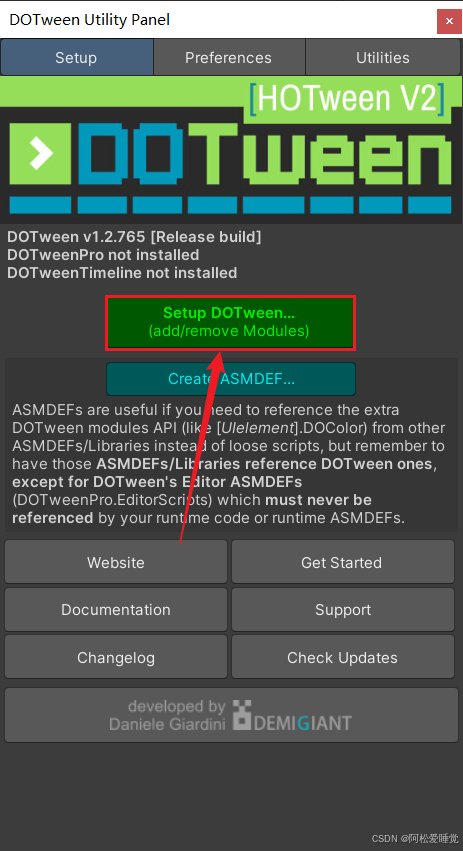 DOTween Utility Panel
×
Setup
Preferences
Utilities
[HOTween V2]
DOTween
DOTween v1.2.765 [Release build]
DOTweenPro not installed
DOTweenTimeline not installed
Setup DOTween...
(add/remove Modules)
Create ASMDEF...
ASMDEFs are useful if you need to reference the extra
DOTween modules API (like [UIelement].DOColor) from other
ASMDEFs/Libraries instead of loose scripts, but remember to
have those ASMDEFs/Libraries reference DOTween ones,
except for DOTween's Editor ASMDEFs
(DOTweenPro.EditorScripts) which must never be
referenced by your runtime code or runtime ASMDEFs.
Website
Get Started
Documentation
Support
Changelog
Check Updates
developed by
Daniele Giardini
DEMIGIANT
CSDN @阿松爱睡觉